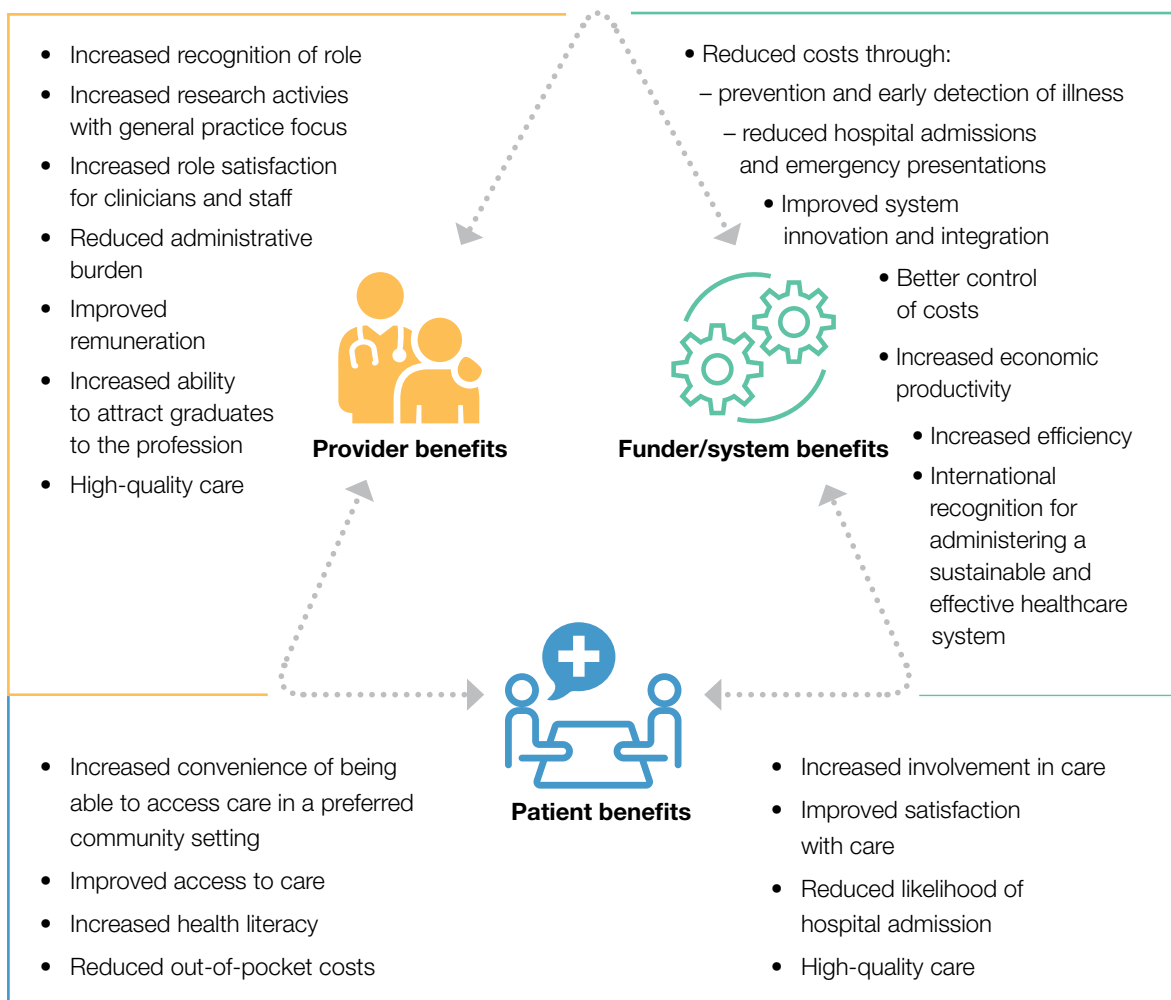 • Increased recognition of role
• Increased research activies
with general practice focus
• Increased role satisfaction
for clinicians and staff
• Reduced administrative
burden
• Improved
remuneration
• Increased ability
to attract graduates
to the profession
• High-quality care
Provider benefits
• Reduced costs through:
– prevention and early detection of illness
– reduced hospital admissions
and emergency presentations
• Improved system
innovation and integration
• Better control
of costs
• Increased economic
productivity
• Increased efficiency
• International
recognition for
administering a
sustainable and
effective healthcare
system
Funder/system benefits
Patient benefits
• Increased convenience of being
able to access care in a preferred
community setting
• Improved access to care
• Increased health literacy
• Reduced out-of-pocket costs
• Increased involvement in care
• Improved satisfaction
with care
• Reduced likelihood of
hospital admission
• High-quality care